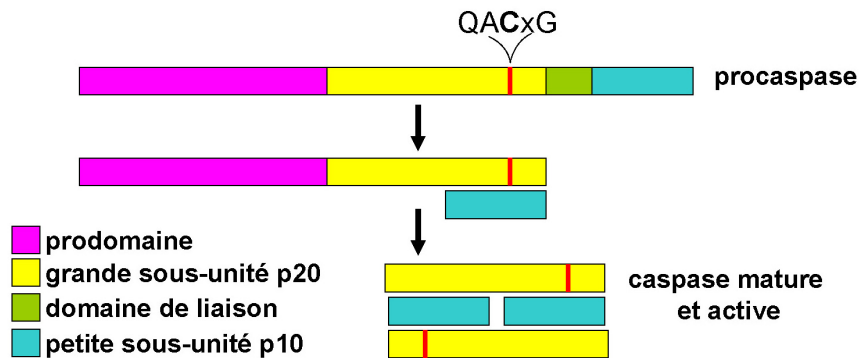 QACxG
procaspase
prodomaine
grande sous-unité p20
domaine de liaison
petite sous-unité p10
caspase mature
et active